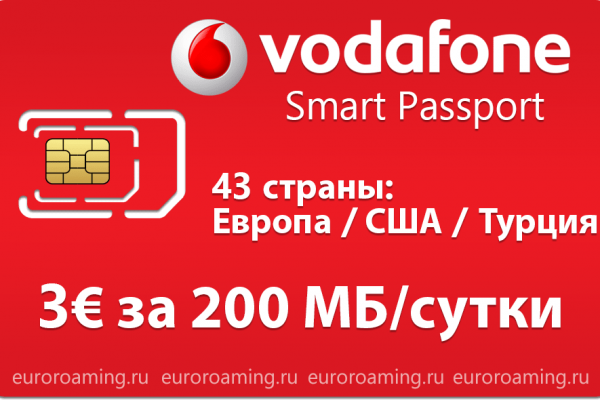 vodafone
Smart Passport
43 страны:
Европа / США / Турция
3€ за 200 МБ/сутки
euroroaming.ru euroroaming.ru euroroaming.ru euroroaming.ru